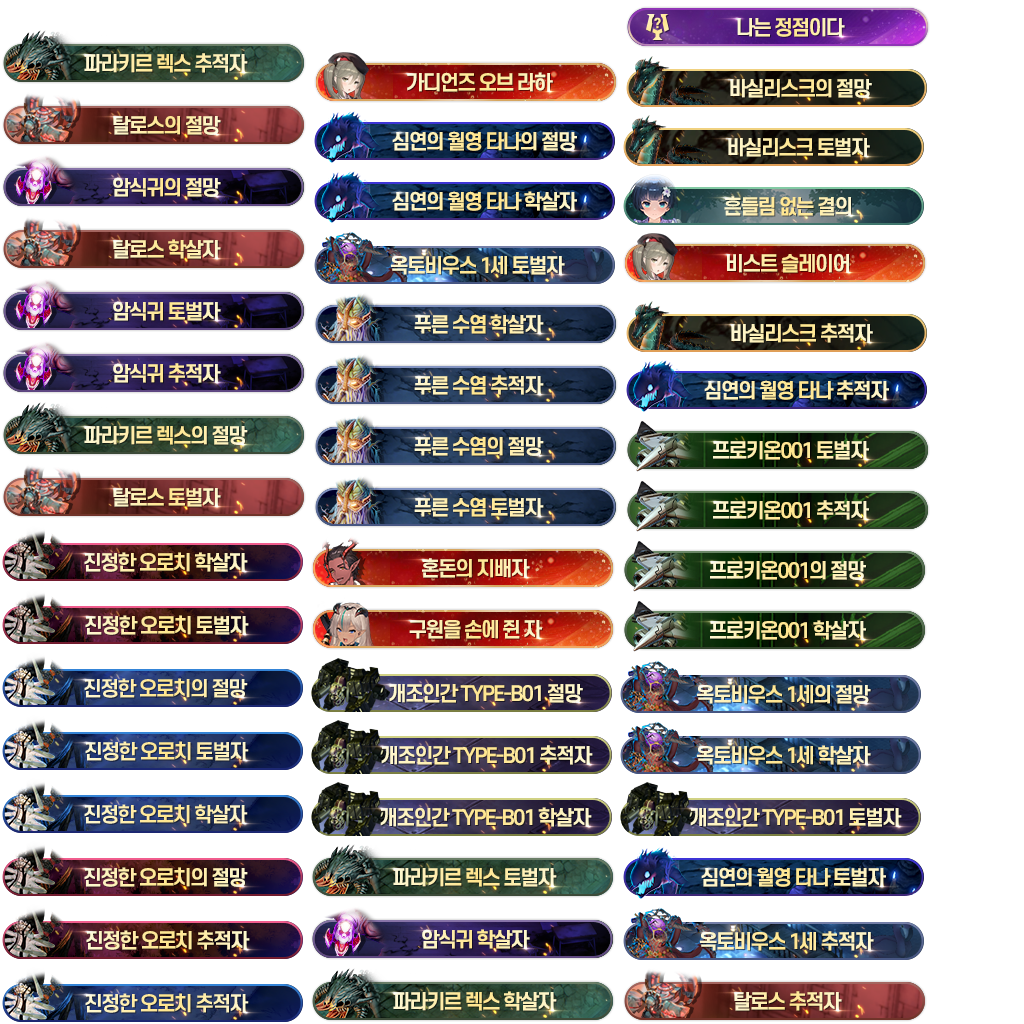 파라키르 렉스 추적자
탈로스의 절망
암식귀의 절망
탈로스 학살자
암식귀 토벌자
암식귀 추적자
파라키르 렉스의 절망
탈로스 토벌자
진정한 오로치 학살자
진정한 오로치 토벌자
진정한 오로치의 절망
진정한 오로치 토벌자
진정한 오로치 학살자
진정한 오로치의 절망
진정한 오로치 추적자
진정한 오로치 추적자
가디언즈 오브 라하
심연의 월영 타나의 절망
심연의 월영 타나 학살자
옥토비우스 1세 토벌자
푸른 수염 학살자
푸른 수염 추적자
푸른 수염의 절망
푸른 수염 토벌자
혼돈의 지배자
구원을 손에 쥔 자
개조인간 TYPE-B01 절망
개조인간 TYPE-B01 추적자
개조인간 TYPE-B01 학살자
파라키르 렉스 토벌자
암식귀 학살자
파라키르 렉스 학살자
나는 정점이다
바실리스크의 절망
바실리스크 토벌자
흔들림 없는 결의
비스트 슬레이어
바실리스크 추적자
심연의 월영 타나 추적자
프로키온001 토벌자
프로키온001 추적자
프로키온001의 절망
프로키온001 학살자
옥토비우스 1세의 절망
옥토비우스 1세 학살자
개조인간 TYPE-B01 토벌자
심연의 월영 타나 토벌자
옥토비우스 1세 추적자
탈로스 추적자